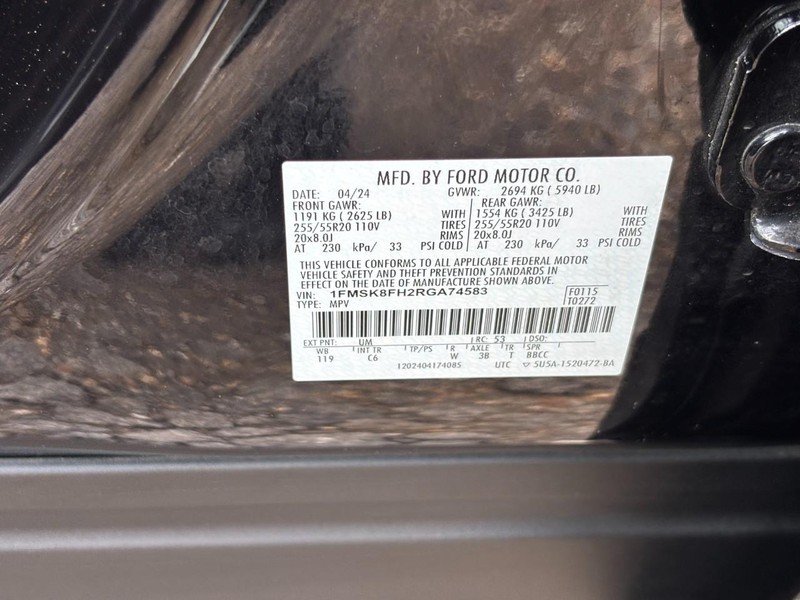 MFD. BY FORD MOTOR CO.
DATE: 04/24 GVWR: 2694 KG ( 5940 LB)
FRONT GAWR: REAR GAWR:
1191 KG ( 2625 LB) WITH 1554 KG ( 3425 LB) WITH
255/55R20 110V TIRES 255/55R20 110V TIRES
20x8.0J RIMS 20x8.0J RIMS
AT 230 kPa/ 33 PSI COLD AT 230 kPa/ 33 PSI COLD
THIS VEHICLE CONFORMS TO ALL APPLICABLE FEDERAL MOTOR
VEHICLE SAFETY AND THEFT PREVENTION STANDARDS IN
EFFECT ON THE DATE OF MANUFACTURE SHOWN ABOVE.
VIN: 1FMSK8FH2RGA74583 F0115
TYPE: MPV T0272
EXT PNT: UM RC: 53 DSO:
WB INT TR TP/PS R AXLE TR SPR
119 C6 W 38 T BBCC
1202404174085 UTC 5U5A-1520472-BA